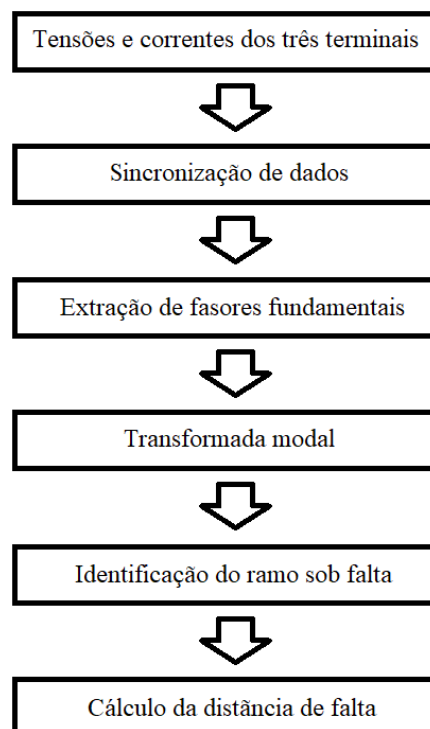 Tensões e correntes dos três terminais
Sincronização de dados
Extração de fasores fundamentais
Transformada modal
Identificação do ramo sob falta
Cálculo da distãncia de falta